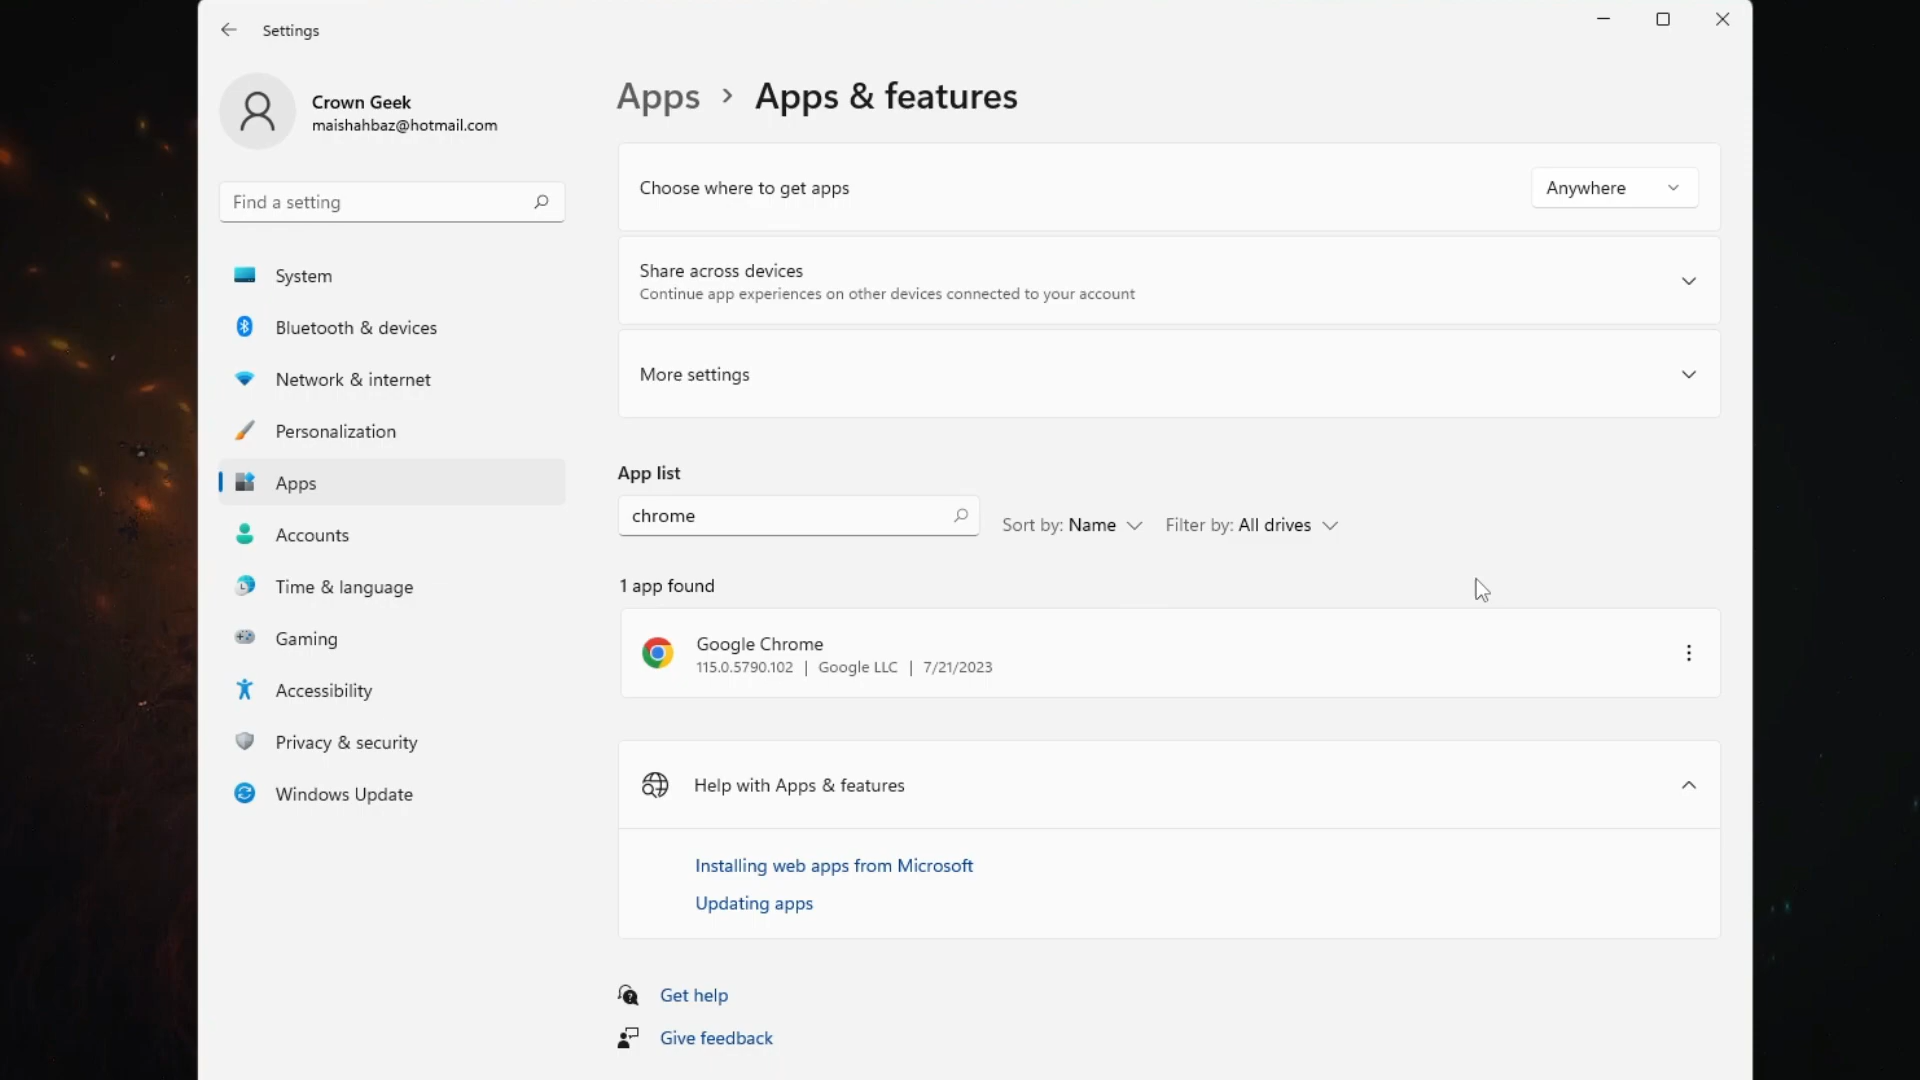 Settings
Crown Geek
maishahbaz@hotmail.com
Find a setting
System
Bluetooth & devices
Network & internet
Personalization
Apps
Accounts
Time & language
Gaming
Accessibility
Privacy & security
Windows Update
Apps > Apps & features
Choose where to get apps
Anywhere
Share across devices
Continue app experiences on other devices connected to your account
More settings
App list
chrome
Sort by: Name
Filter by: All drives
1 app found
Google Chrome
115.0.5790.102 | Google LLC | 7/21/2023
Help with Apps & features
Installing web apps from Microsoft
Updating apps
Get help
Give feedback